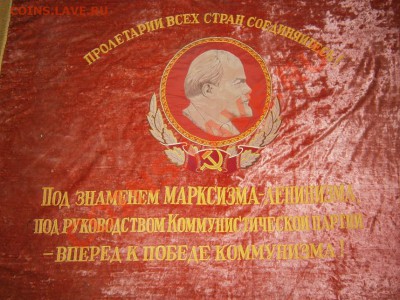 COINS.LAVE.RU
ПРОЛЕТАРИИ ВСЕХ СТРАН СОЕДИНЯЙТЕСЬ!
ПОД ЗНАМЕНЕМ МАРКСИЗМА-ЛЕНИНИЗМА,
ПОД РУКОВОДСТВОМ КОММУНИСТИЧЕСКОЙ ПАРТИИ
– ВПЕРЕД К ПОБЕДЕ КОММУНИЗМА!